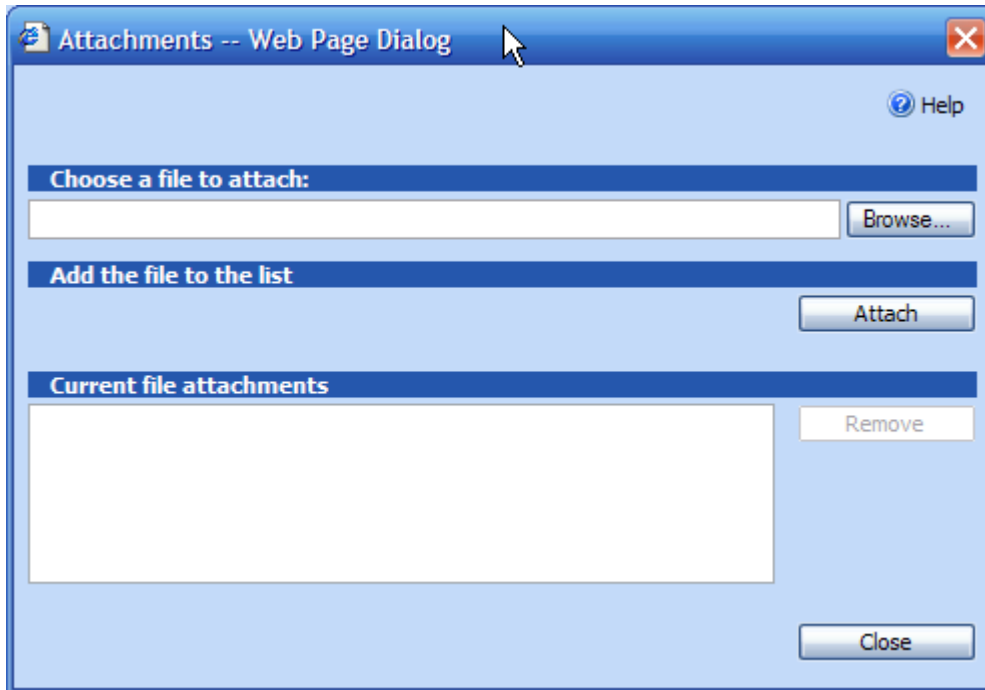 Attachments -- Web Page Dialog
Help
Choose a file to attach:
Browse...
Add the file to the list
Attach
Current file attachments
Remove
Close